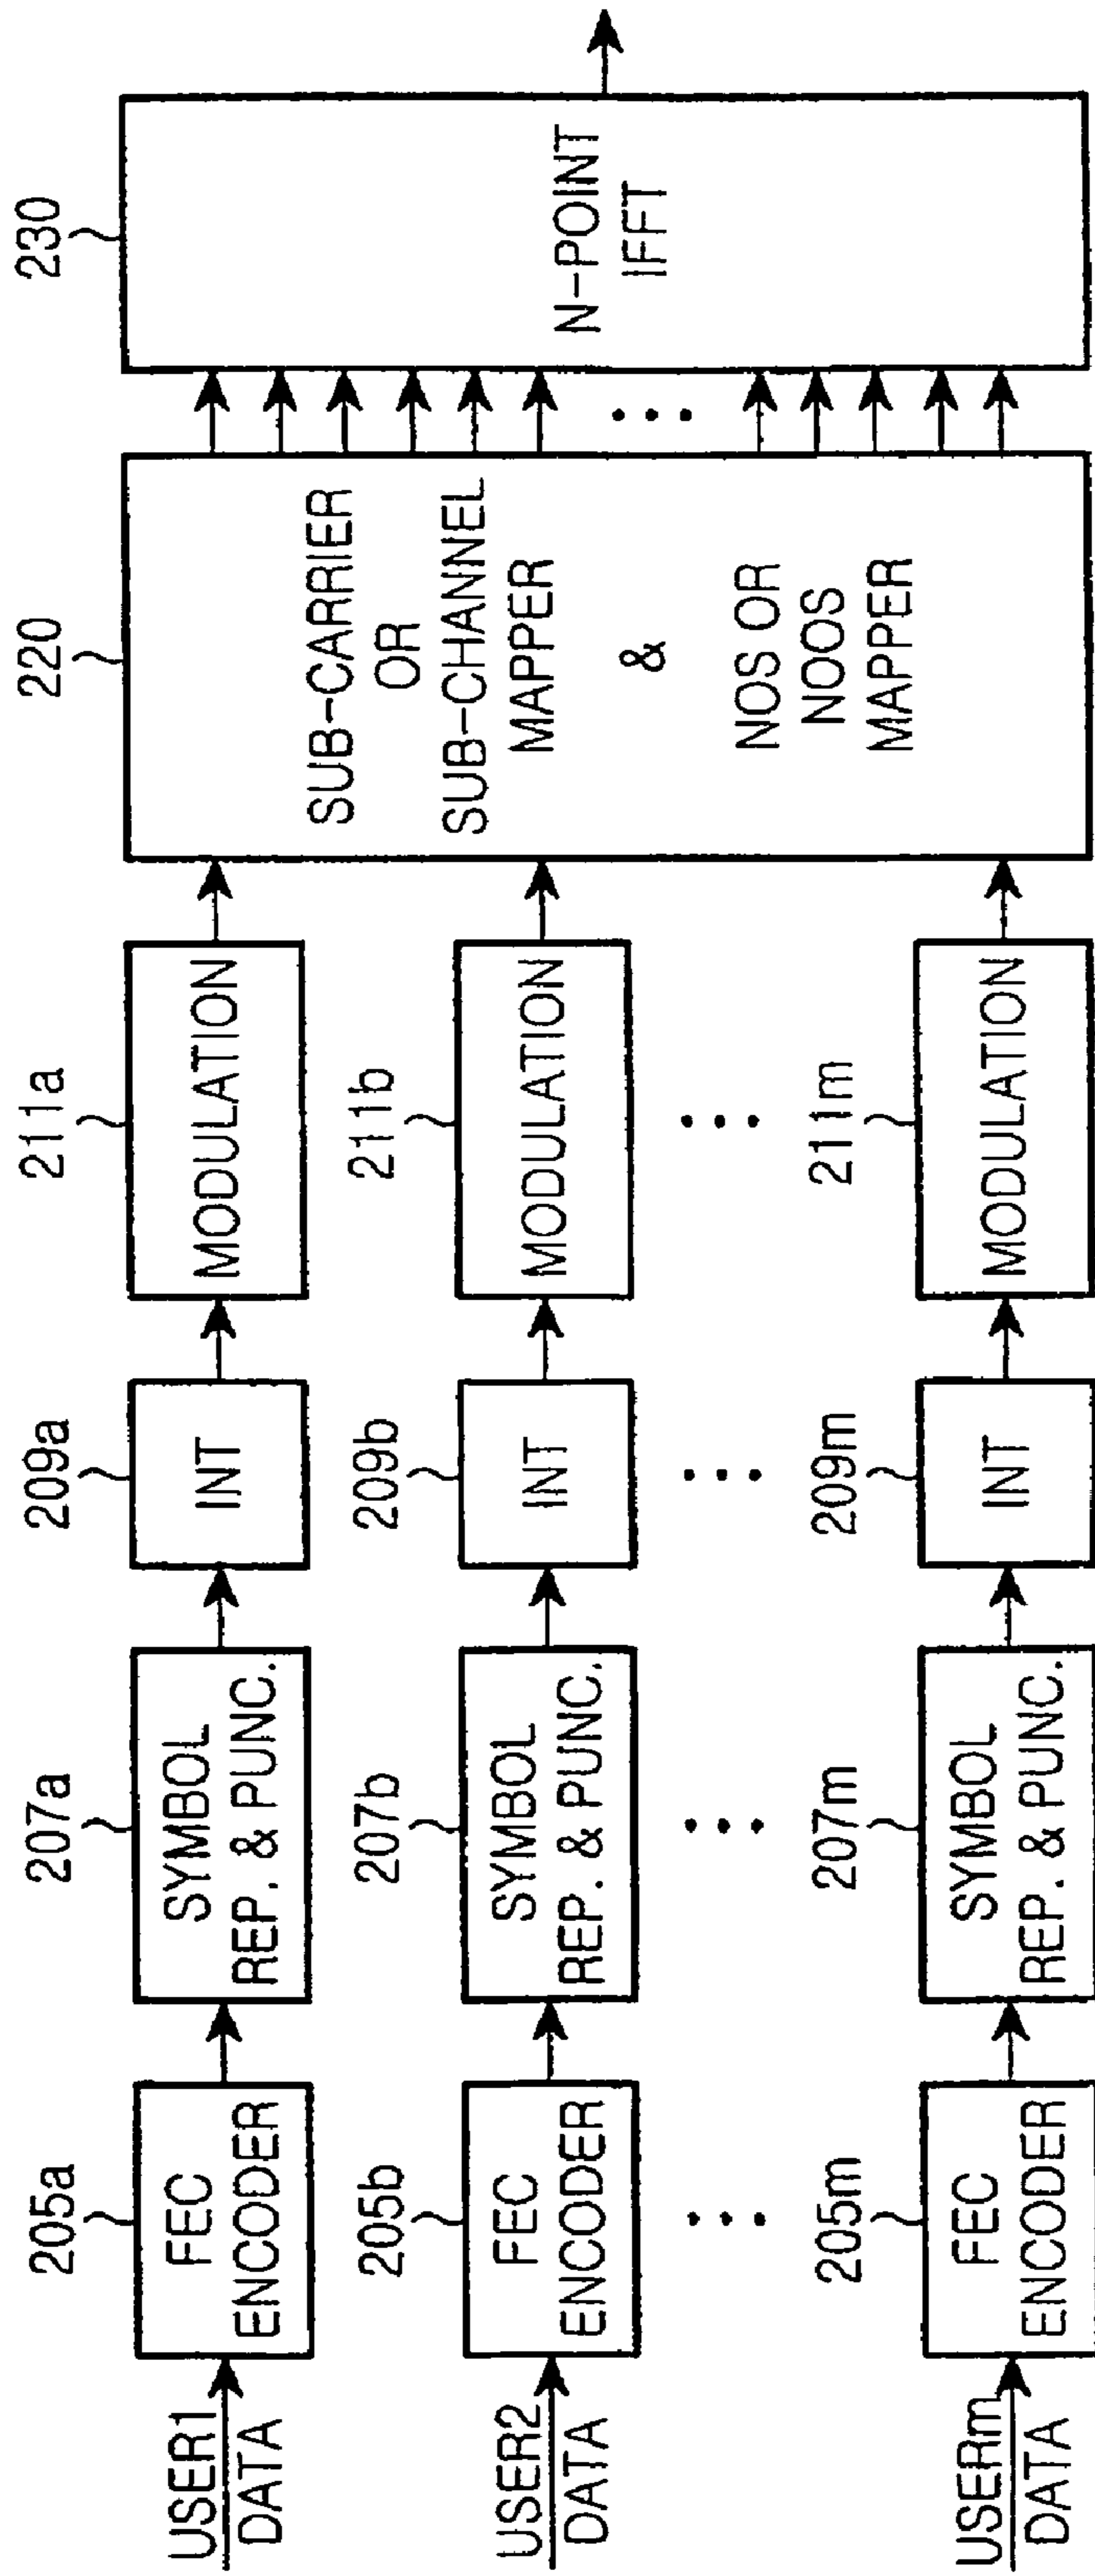 USER1
DATA
205a
FEC
ENCODER
207a
SYMBOL
REP. & PUNC.
209a
INT
211a
MODULATION
USER2
DATA
205b
FEC
ENCODER
207b
SYMBOL
REP. & PUNC.
209b
INT
211b
MODULATION
USERm
DATA
205m
FEC
ENCODER
207m
SYMBOL
REP. & PUNC.
209m
INT
211m
MODULATION
220
SUB-CARRIER
OR
SUB-CHANNEL
MAPPER
&
NOS OR
NOOS
MAPPER
230
N-POINT
IFFT